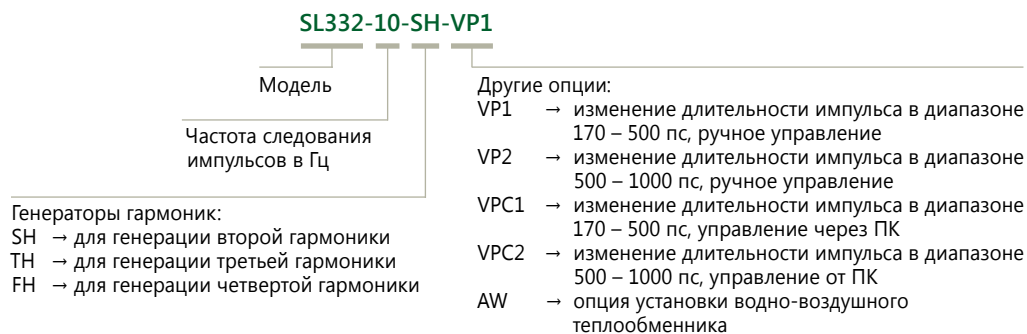 SL332-10-SH-VP1
Модель
Частота следования
импульсов в Гц
Генераторы гармоник:
SH → для генерации второй гармоники
TH → для генерации третьей гармоники
FH → для генерации четвертой гармоники
Другие опции:
VP1 → изменение длительности импульса в диапазоне
170 – 500 пс, ручное управление
VP2 → изменение длительности импульса в диапазоне
500 – 1000 пс, ручное управление
VPC1 → изменение длительности импульса в диапазоне
170 – 500 пс, управление через ПК
VPC2 → изменение длительности импульса в диапазоне
500 – 1000 пс, управление от ПК
AW → опция установки водно-воздушного
теплообменника